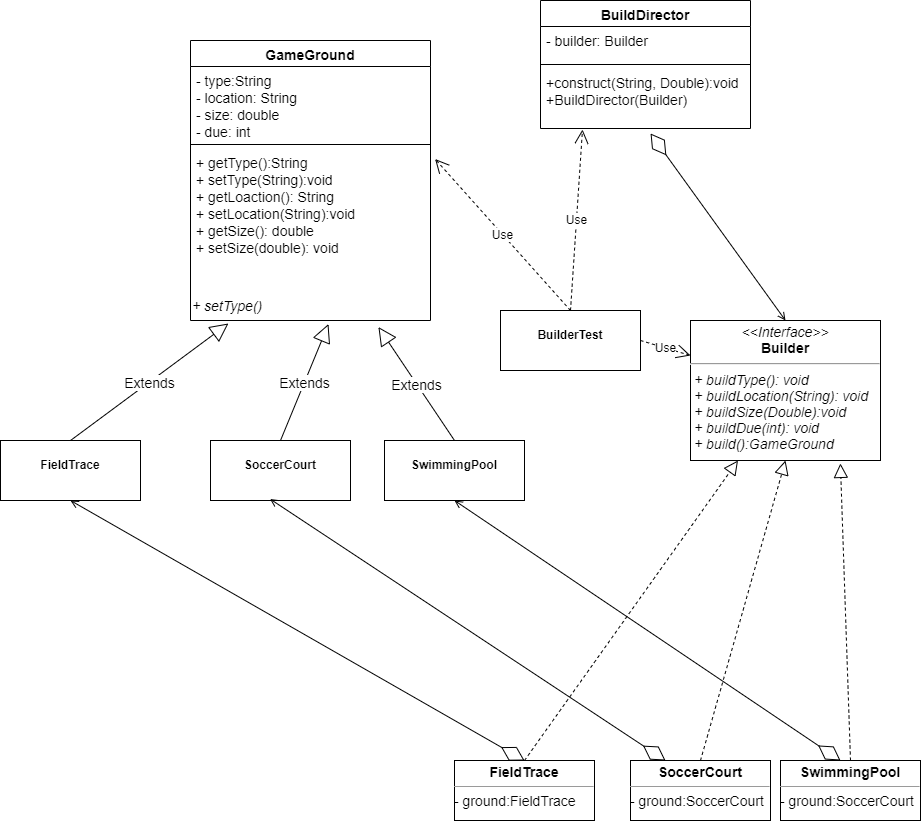 BuildDirector
- builder: Builder
+construct(String, Double):void
+BuildDirector(Builder)
GameGround
- type:String
- location: String
- size: double
- due: int
+ getType():String
+ setType(String):void
+ getLoaction(): String
+ setLocation(String):void
+ getSize(): double
+ setSize(double): void
+ setType()
Use
Use
BuilderTest
Use
<<Interface>>
Builder
+ buildType(): void
+ buildLocation(String): void
+ buildSize(Double):void
+ buildDue(int): void
+ build():GameGround
Extends
Extends
Extends
FieldTrace
SoccerCourt
SwimmingPool
FieldTrace
- ground:FieldTrace
SoccerCourt
- ground:SoccerCourt
SwimmingPool
- ground:SoccerCourt